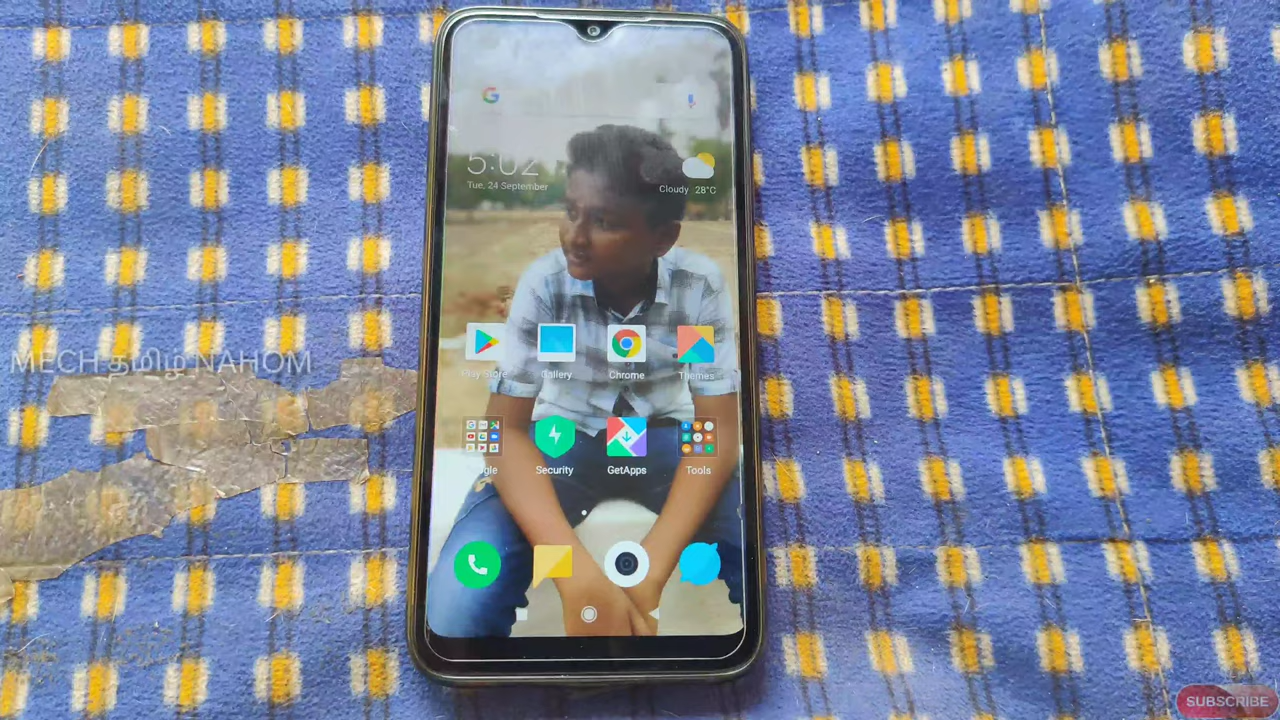 5:02
Tue, 24 September
Cloudy 28°C
Play Store
Gallery
Chrome
Themes
Google
Security
GetApps
Tools
MECH தமிழ் NAHOM
SUBSCRIBE